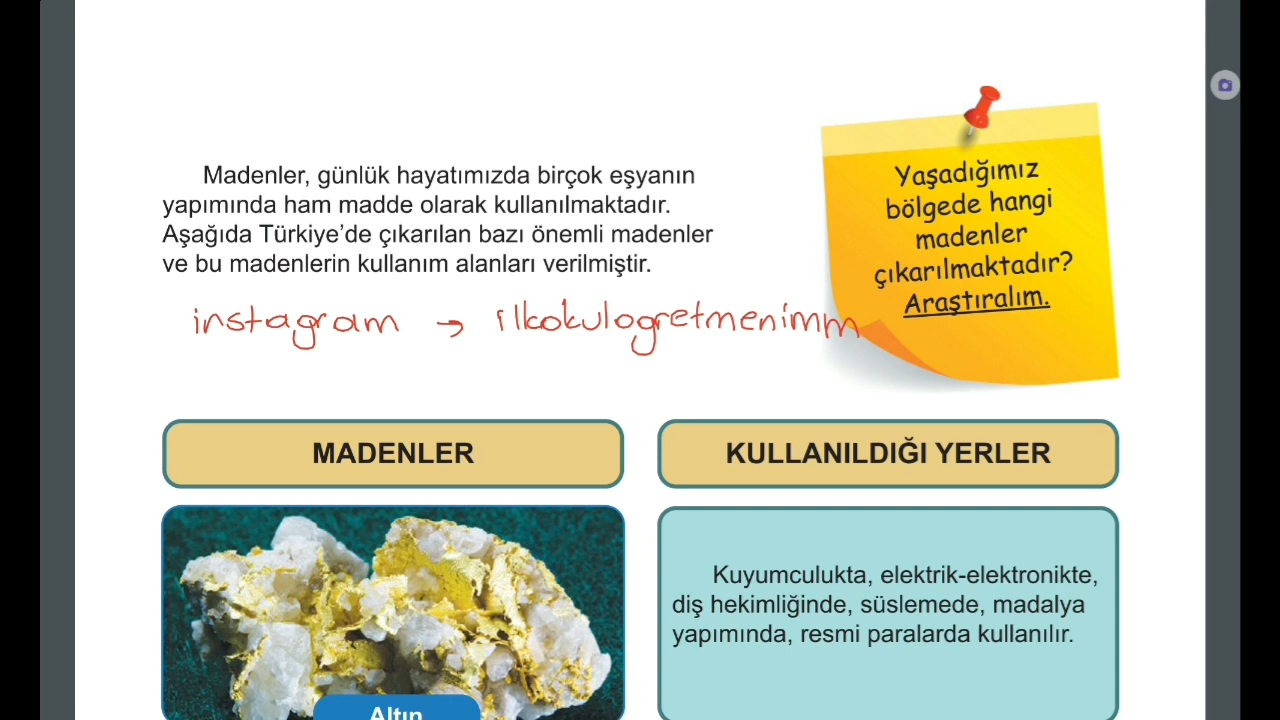 Madenler, günlük hayatımızda birçok eşyanın
yapımında ham madde olarak kullanılmaktadır.
Aşağıda Türkiye'de çıkarılan bazı önemli madenler
ve bu madenlerin kullanım alanları verilmiştir.
Yaşadığımız
bölgede hangi
madenler
çıkarılmaktadır?
Araştıralım.
instagram → ilkokulogretmenimm
MADENLER
KULLANILDIĞI YERLER
Kuyumculukta, elektrik-elektronikte,
diş hekimliğinde, süslemede, madalya
yapımında, resmi paralarda kullanılır.
Altın